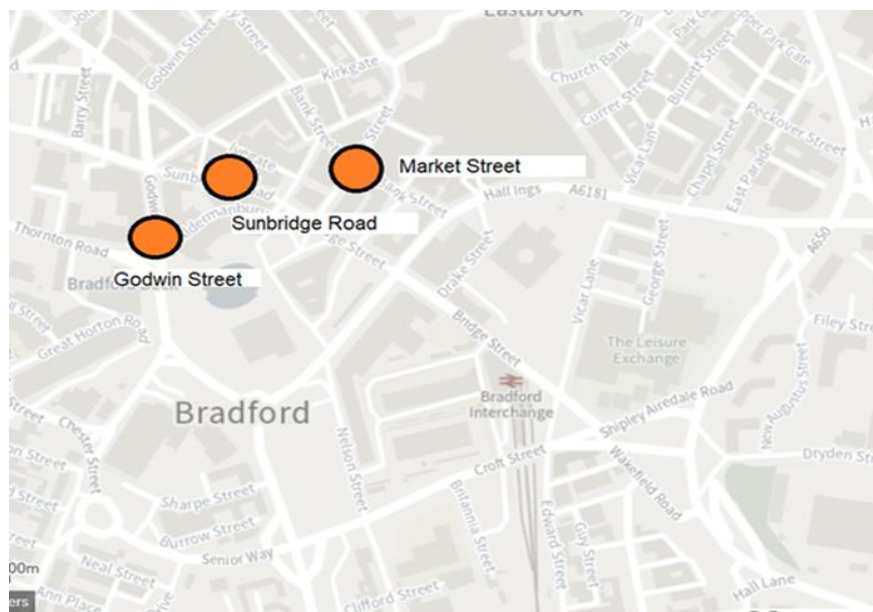 Eastbrook
Godwin Street
Kirkgate
Church Bank
Burnett Street
Currer Street
Peckover Street
Barry Street
Bank Street
Street
Vicar Lane
Chapel Street
East Parade
Market Street
Hall Ings
A6181
Sunbridge Road
Thornton Road
Drake Street
George Street
A650
Godwin Street
Vicar Lane
Great Horton Road
Bridge Street
The Leisure
Exchange
Bradford
Interchange
Bradford
Shipley Airedale Road
New Augustus Street
Chester Street
Nelson Street
Croft Street
Wakefield Road
Sharpe Street
Britannia Street
Edward Street
Guy Street
Burrow Street
Senior Way
Neal Street
Clifford Street
Hall Lane
00m
Ann Place
ers